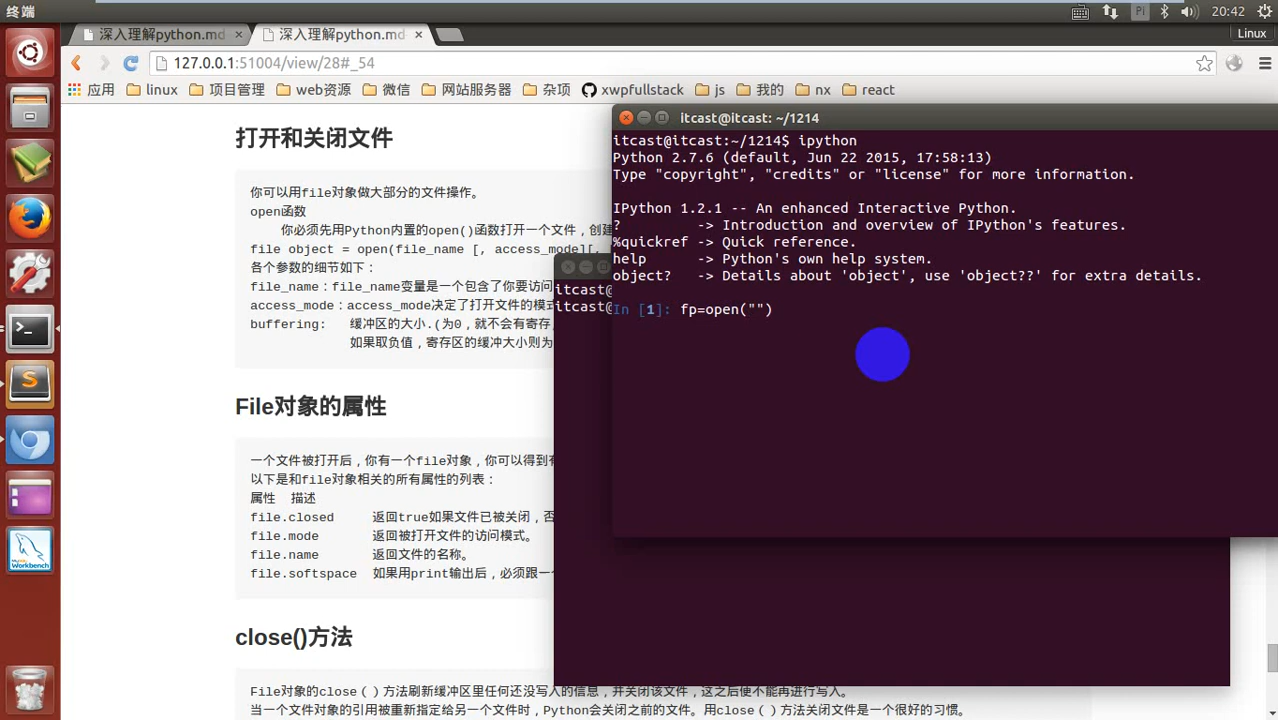 终端
Pi
20:42
深入理解python.md
深入理解python.md
Linux
127.0.0.1:51004/view/28#_54
应用
linux
项目管理
web资源
微信
网站服务器
杂项
xwpfullstack
js
我的
nx
react
打开和关闭文件
你可以用file对象做大部分的文件操作。
open函数
你必须先用Python内置的open()函数打开一个文件，创建
file object = open(file_name [, access_mode][,
各个参数的细节如下：
file_name：file_name变量是一个包含了你要访问
access_mode：access_mode决定了打开文件的模式
buffering: 缓冲区的大小.(为0，就不会有寄存
如果取负值，寄存区的缓冲大小则为
File对象的属性
一个文件被打开后，你有一个file对象，你可以得到
以下是和file对象相关的所有属性的列表：
属性 描述
file.closed 返回true如果文件已被关闭，否
file.mode 返回被打开文件的访问模式。
file.name 返回文件的名称。
file.softspace 如果用print输出后，必须跟一
close()方法
File对象的close（）方法刷新缓冲区里任何还没写入的信息，并关闭该文件，这之后便不能再进行写入。
当一个文件对象的引用被重新指定给另一个文件时，Python会关闭之前的文件。用close（）方法关闭文件是一个很好的习惯。
itcast@
itcast@
itcast@itcast: ~/1214
itcast@itcast:~/1214$ ipython
Python 2.7.6 (default, Jun 22 2015, 17:58:13)
Type "copyright", "credits" or "license" for more information.
IPython 1.2.1 -- An enhanced Interactive Python.
? -> Introduction and overview of IPython's features.
%quickref -> Quick reference.
help -> Python's own help system.
object? -> Details about 'object', use 'object??' for extra details.
In [1]: fp=open("")
MySQL
Workbench